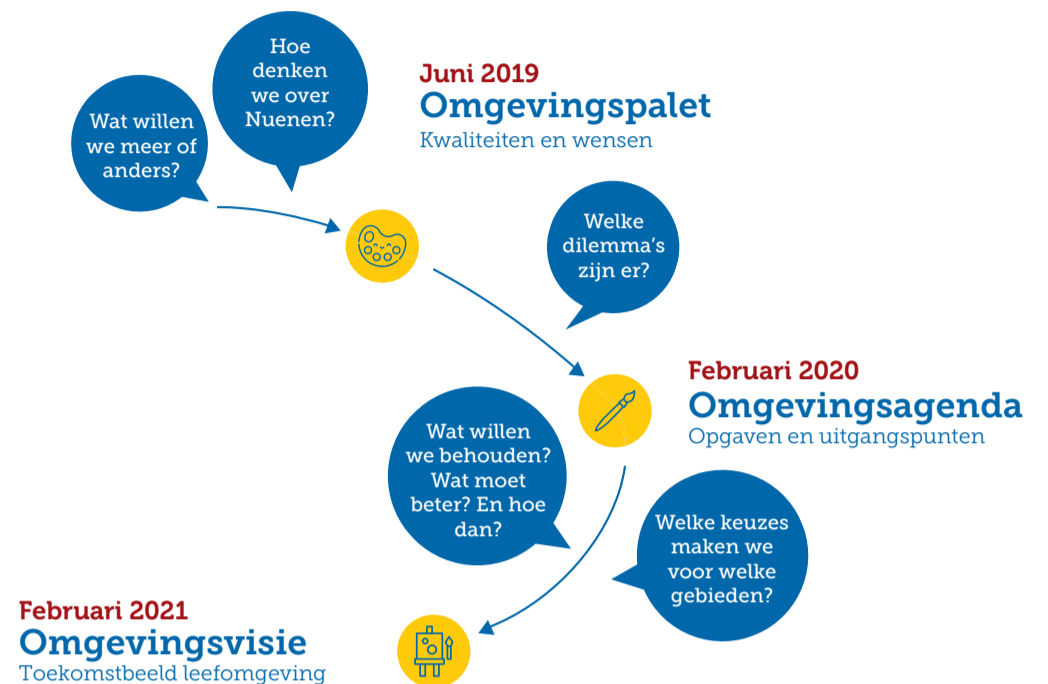 Hoe
denken
we over
Nuenen?
Wat willen
we meer of
anders?
Juni 2019
Omgevingspalet
Kwaliteiten en wensen
Welke
dilemma's
zijn er?
Februari 2020
Omgevingsagenda
Opgaven en uitgangspunten
Wat willen
we behouden?
Wat moet
beter? En hoe
dan?
Welke keuzes
maken we
voor welke
gebieden?
Februari 2021
Omgevingsvisie
Toekomstbeeld leefomgeving